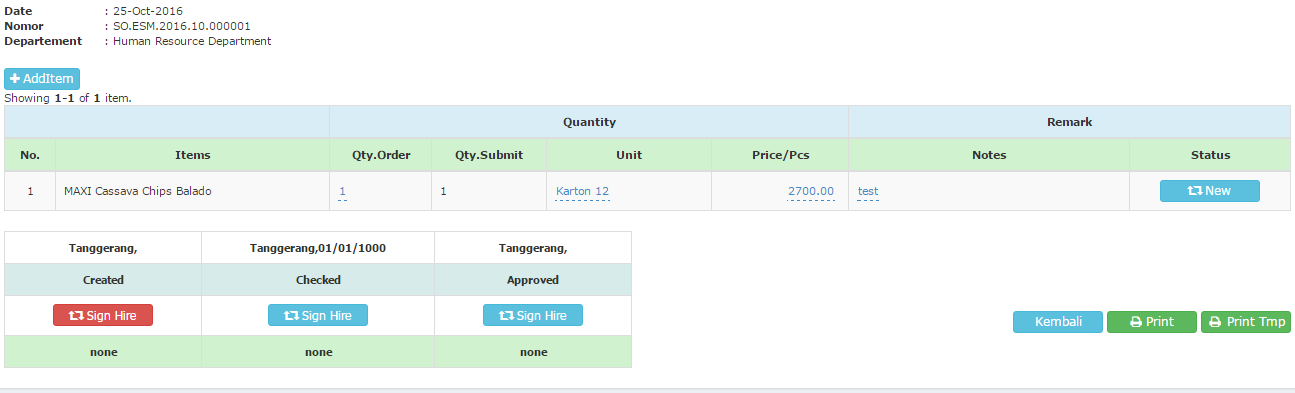 Date : 25-Oct-2016
Nomor : SO.ESM.2016.10.000001
Departement : Human Resource Department
AddItem
Showing 1-1 of 1 item.
Quantity Remark
No. Items Qty.Order Qty.Submit Unit Price/Pcs Notes Status
1 MAXI Cassava Chips Balado 1 1 Karton 12 2700.00 test New
Tanggerang, Tanggerang,01/01/1000 Tanggerang,
Created Checked Approved
Sign Hire Sign Hire Sign Hire
Kembali Print Print Tmp
none none none